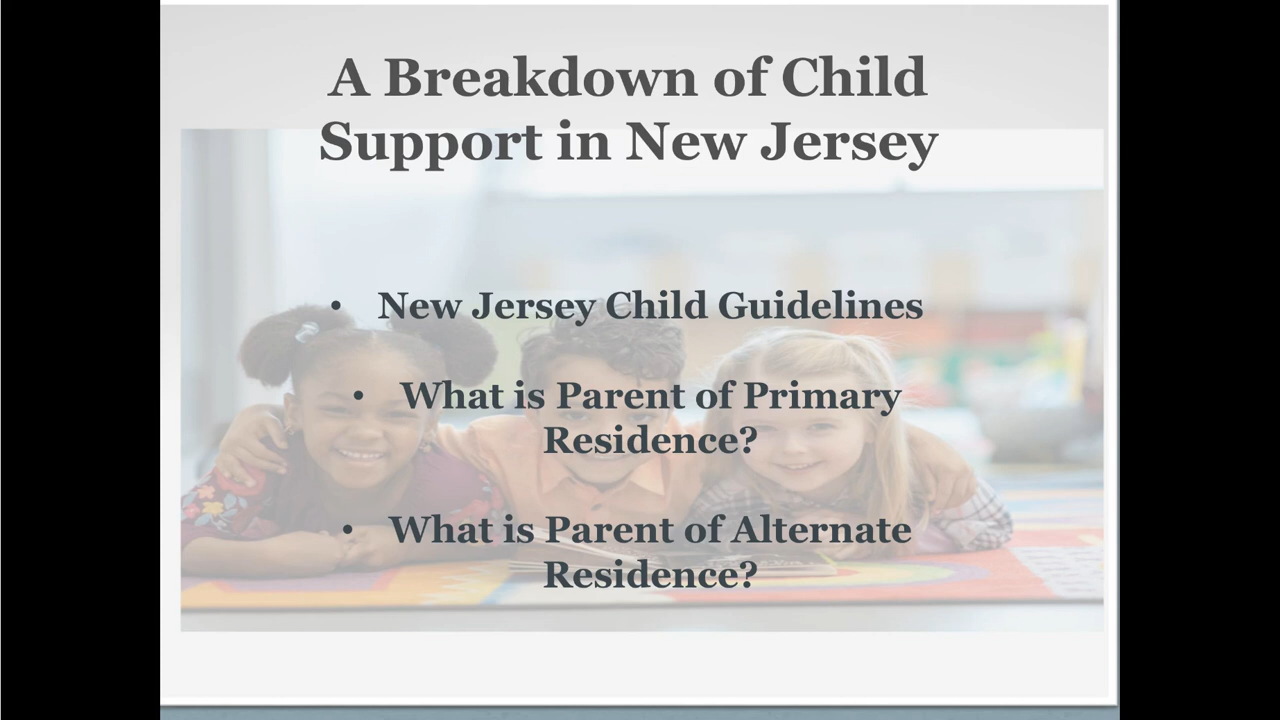 A Breakdown of Child
Support in New Jersey
• New Jersey Child Guidelines
• What is Parent of Primary
Residence?
• What is Parent of Alternate
Residence?